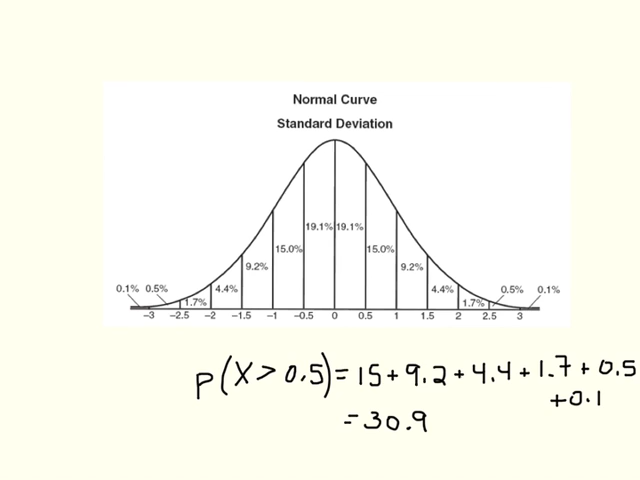 Normal Curve
Standard Deviation
19.1% 19.1%
15.0% 15.0%
9.2% 9.2%
0.1% 0.5% 4.4% 4.4% 0.5% 0.1%
1.7% 1.7%
−3 −2.5 −2 −1.5 −1 −0.5 0 0.5 1 1.5 2 2.5 3
P(X > 0.5) = 15 + 9.2 + 4.4 + 1.7 + 0.5
+0.1
= 30.9